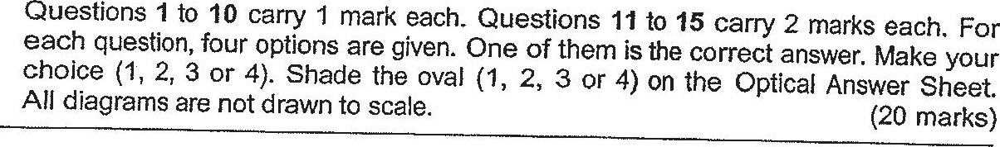 Questions 1 to 10 carry 1 mark each. Questions 11 to 15 carry 2 marks each. For
each question, four options are given. One of them is the correct answer. Make your
choice (1, 2, 3 or 4). Shade the oval (1, 2, 3 or 4) on the Optical Answer Sheet.
All diagrams are not drawn to scale. (20 marks)